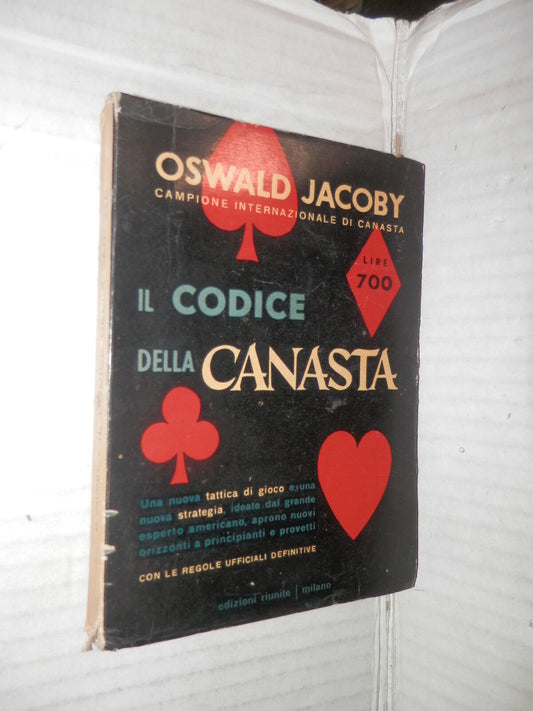 OSWALD JACOBY
CAMPIONE INTERNAZIONALE DI CANASTA
LIRE
700
IL CODICE
DELLA CANASTA
Una nuova tattica di gioco e una
nuova strategia, ideate dal grande
esperto americano, aprono nuovi
orizzonti a principianti e provetti
CON LE REGOLE UFFICIALI DEFINITIVE
edizioni riunite | milano